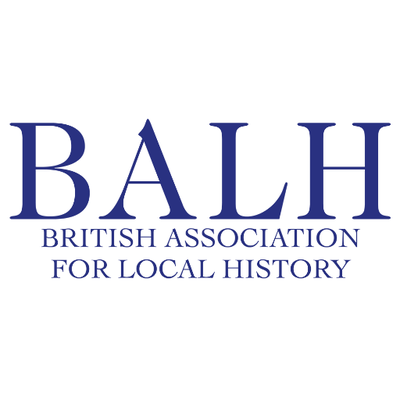 BALH
BRITISH ASSOCIATION
FOR LOCAL HISTORY